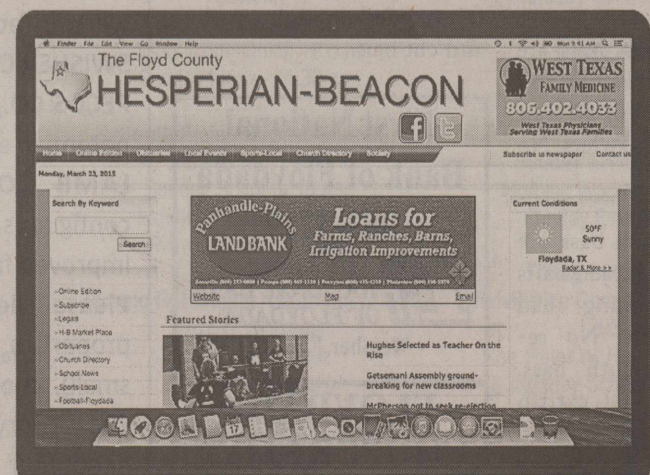 Finder File Edit View Go Window Help
Mon 9:41 AM
The Floyd County
HESPERIAN-BEACON
WEST TEXAS
FAMILY MEDICINE
806.402.4033
West Texas Physicians
Serving West Texas Families
Home Online Edition Obituaries Local Events Sports-Local Church Directory Society
Subscribe to newspaper Contact us
Monday, March 23, 2015
Search By Keyword
Search
Panhandle-Plains
LAND BANK
Loans for
Farms, Ranches, Barns,
Irrigation Improvements
Website Map Email
Current Conditions
50°F
Sunny
Floydada, TX
Radar & More >>
Online Edition
Subscribe
Legals
H-B Market Place
Obituaries
Church Directory
School News
Sports-Local
Football-Floydada
Featured Stories
Hughes Selected as Teacher On the
Rise
Getsemani Assembly ground-
breaking for new classrooms
McPherson not to seek re-election
17